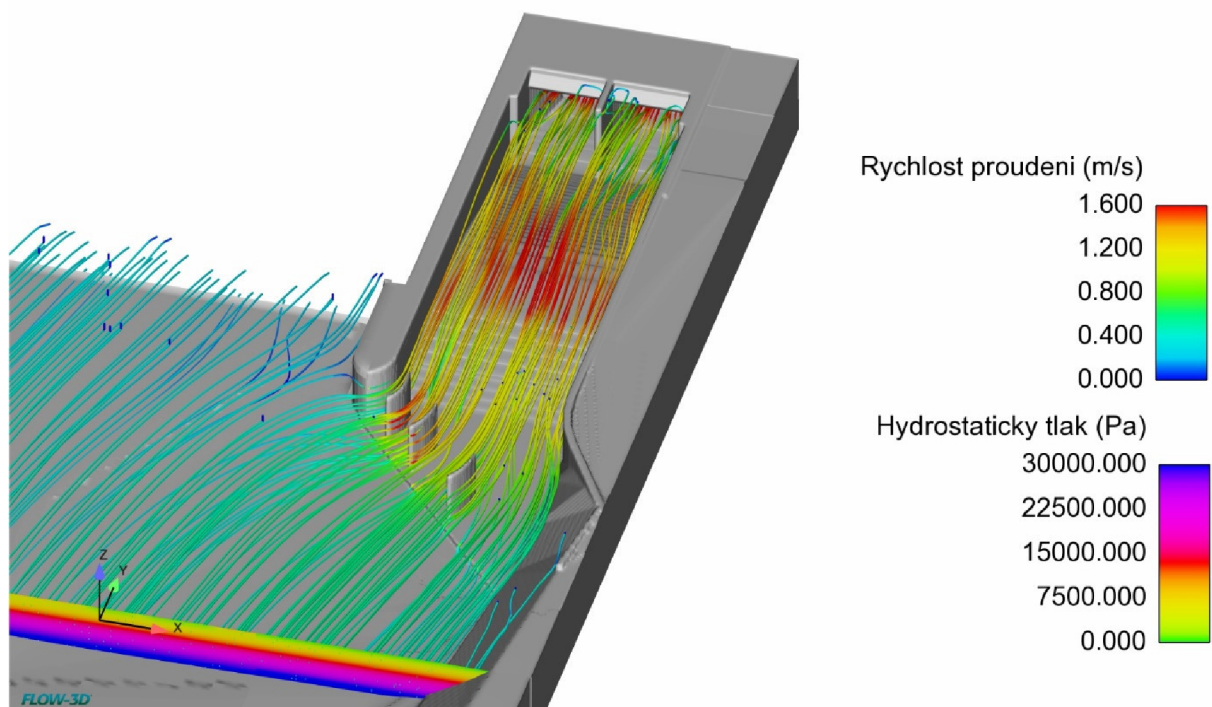 Rychlost proudeni (m/s)
1.600
1.200
0.800
0.400
0.000
Hydrostaticky tlak (Pa)
30000.000
22500.000
15000.000
7500.000
0.000
Z
Y
X
FLOW-3D